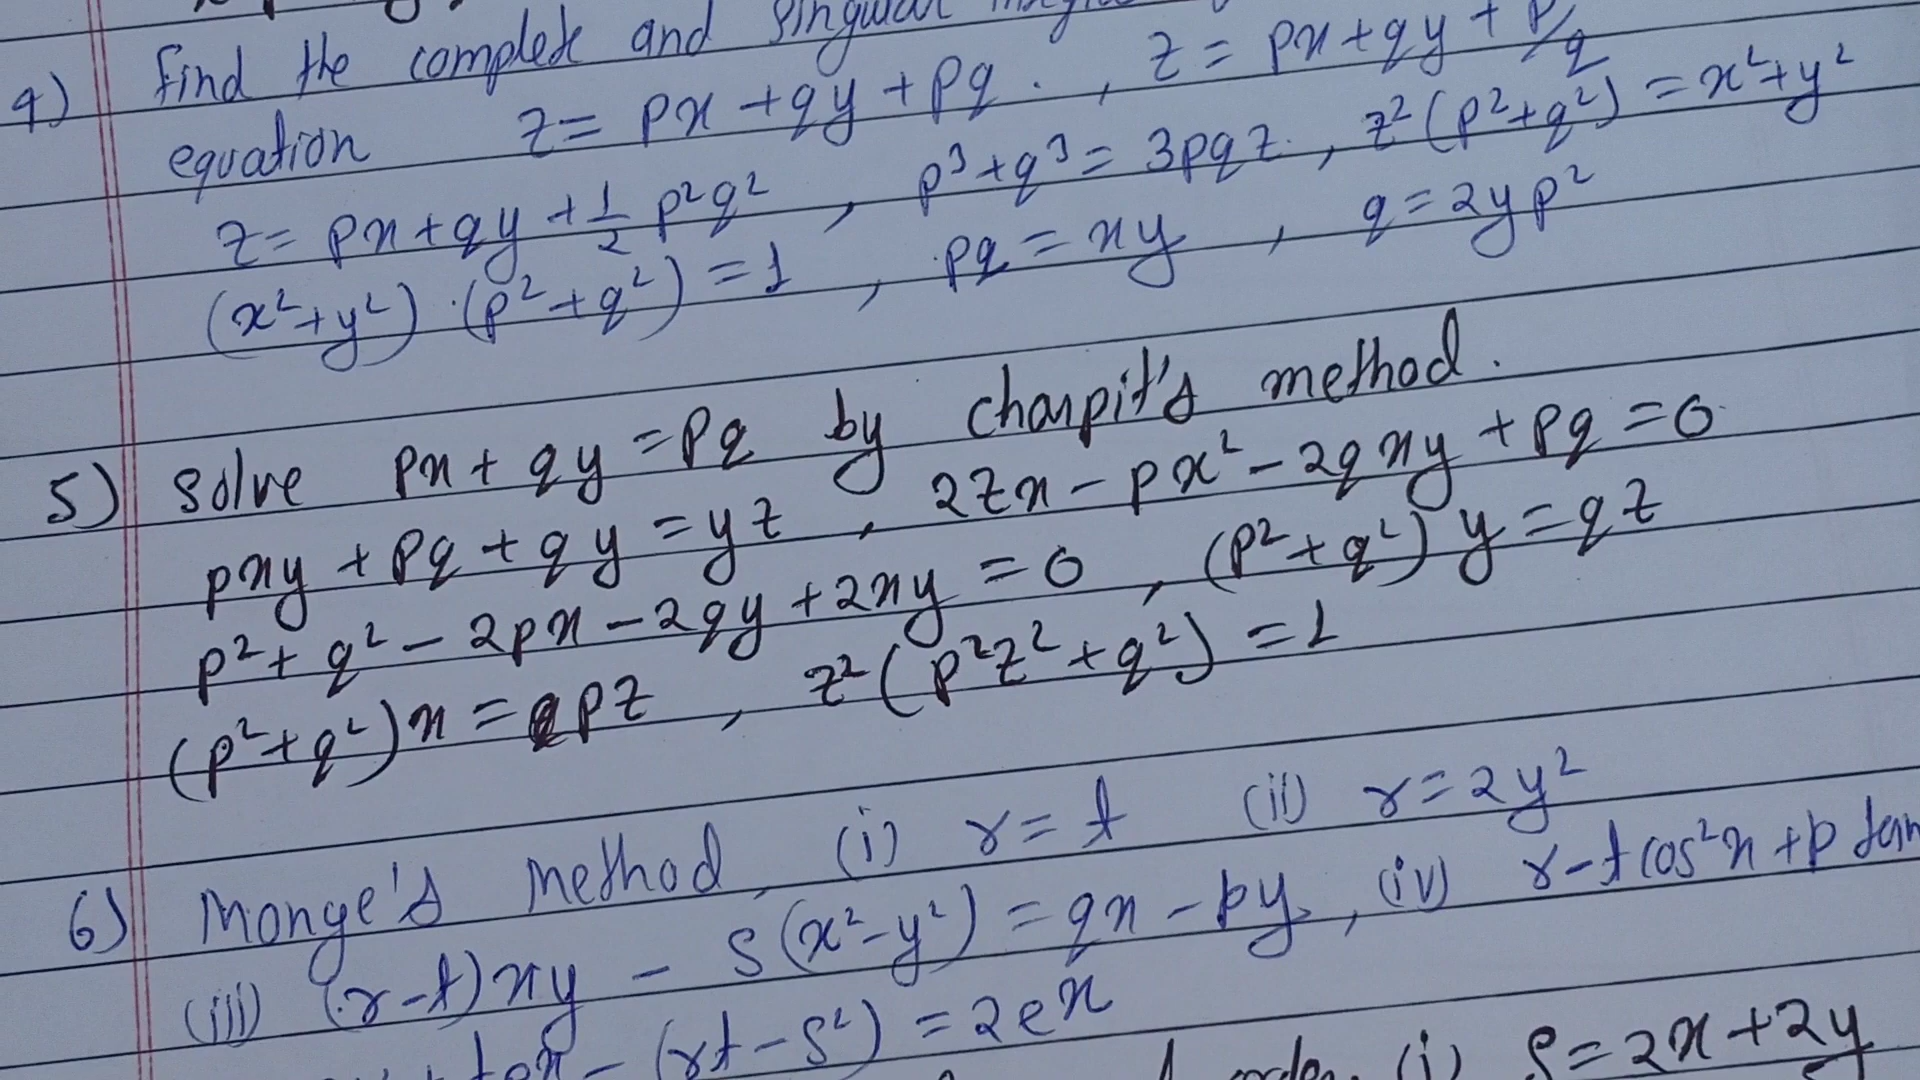 4) find the complete and singular
equation z = px + qy + pq. , z = px + qy + p/q
z = px + qy + 1/2 p²q² , p³ + q³ = 3pqz. , z²(p² + q²) = x² + y²
(x² + y²) · (p² + q²) = 1 , pq = xy , q = 2yp²
5) solve px + qy = pq by charpit's method.
pxy + pq + qy = yz , 2zx - px² - 2qxy + pq = 0
p² + q² - 2px - 2qy + 2xy = 0 , (p² + q²) y = qz
(p² + q²)x = pz , z²(p²z² + q²) = 1
6) Monge's method (i) r = t (ii) r = 2y²
(iii) (r-t)xy - s(x² - y²) = qx - py , (iv) r - t cos²x + p tan
- (rt - s²) = 2ex
(i) s = 2x + 2y